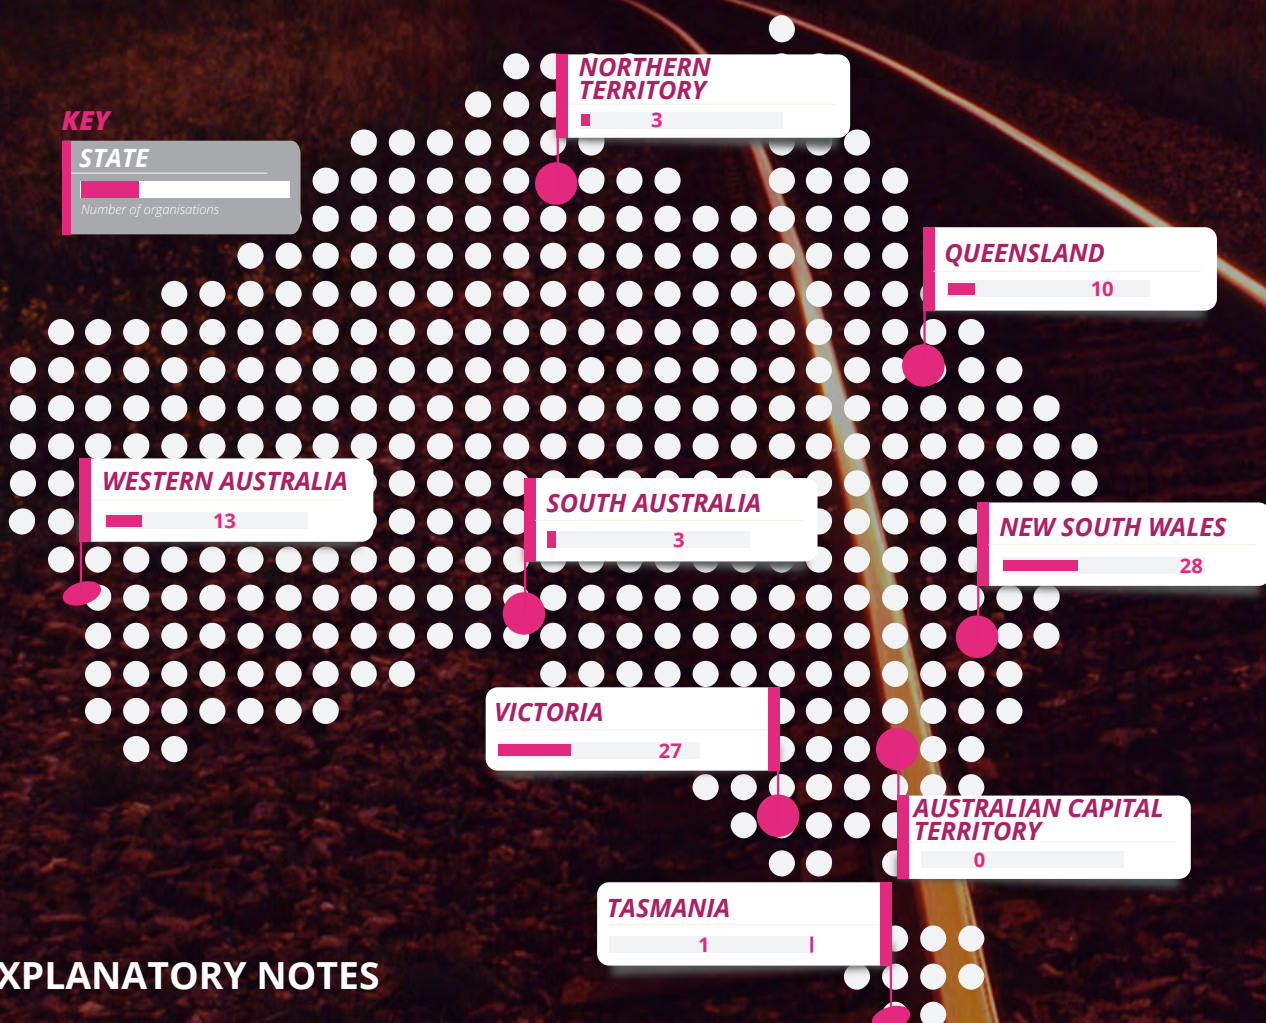 NORTHERN
TERRITORY
3
KEY
STATE
Number of organisations
QUEENSLAND
10
WESTERN AUSTRALIA
13
SOUTH AUSTRALIA
3
NEW SOUTH WALES
28
VICTORIA
27
AUSTRALIAN CAPITAL
TERRITORY
0
TASMANIA
1
XPLANATORY NOTES